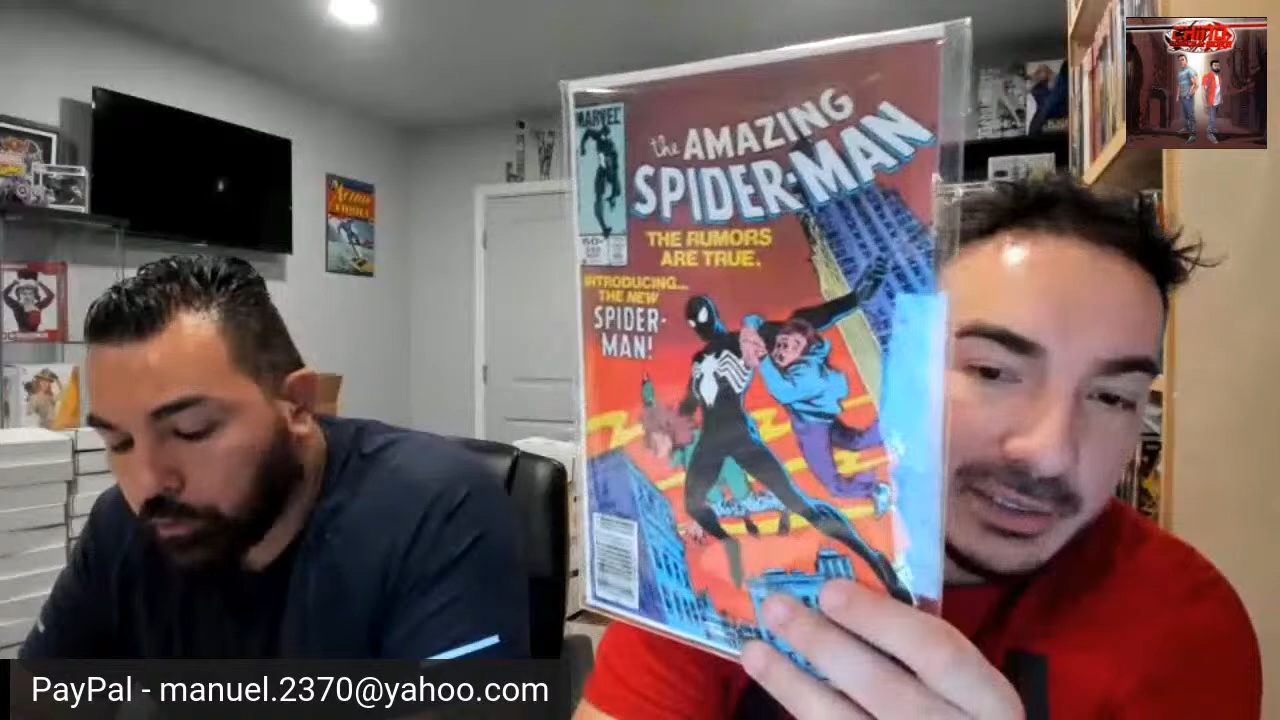 MARVEL
60¢
the AMAZING
SPIDER-MAN
THE RUMORS
ARE TRUE.
INTRODUCING...
THE NEW
SPIDER-
MAN!
ACTION
PayPal - manuel.2370@yahoo.com